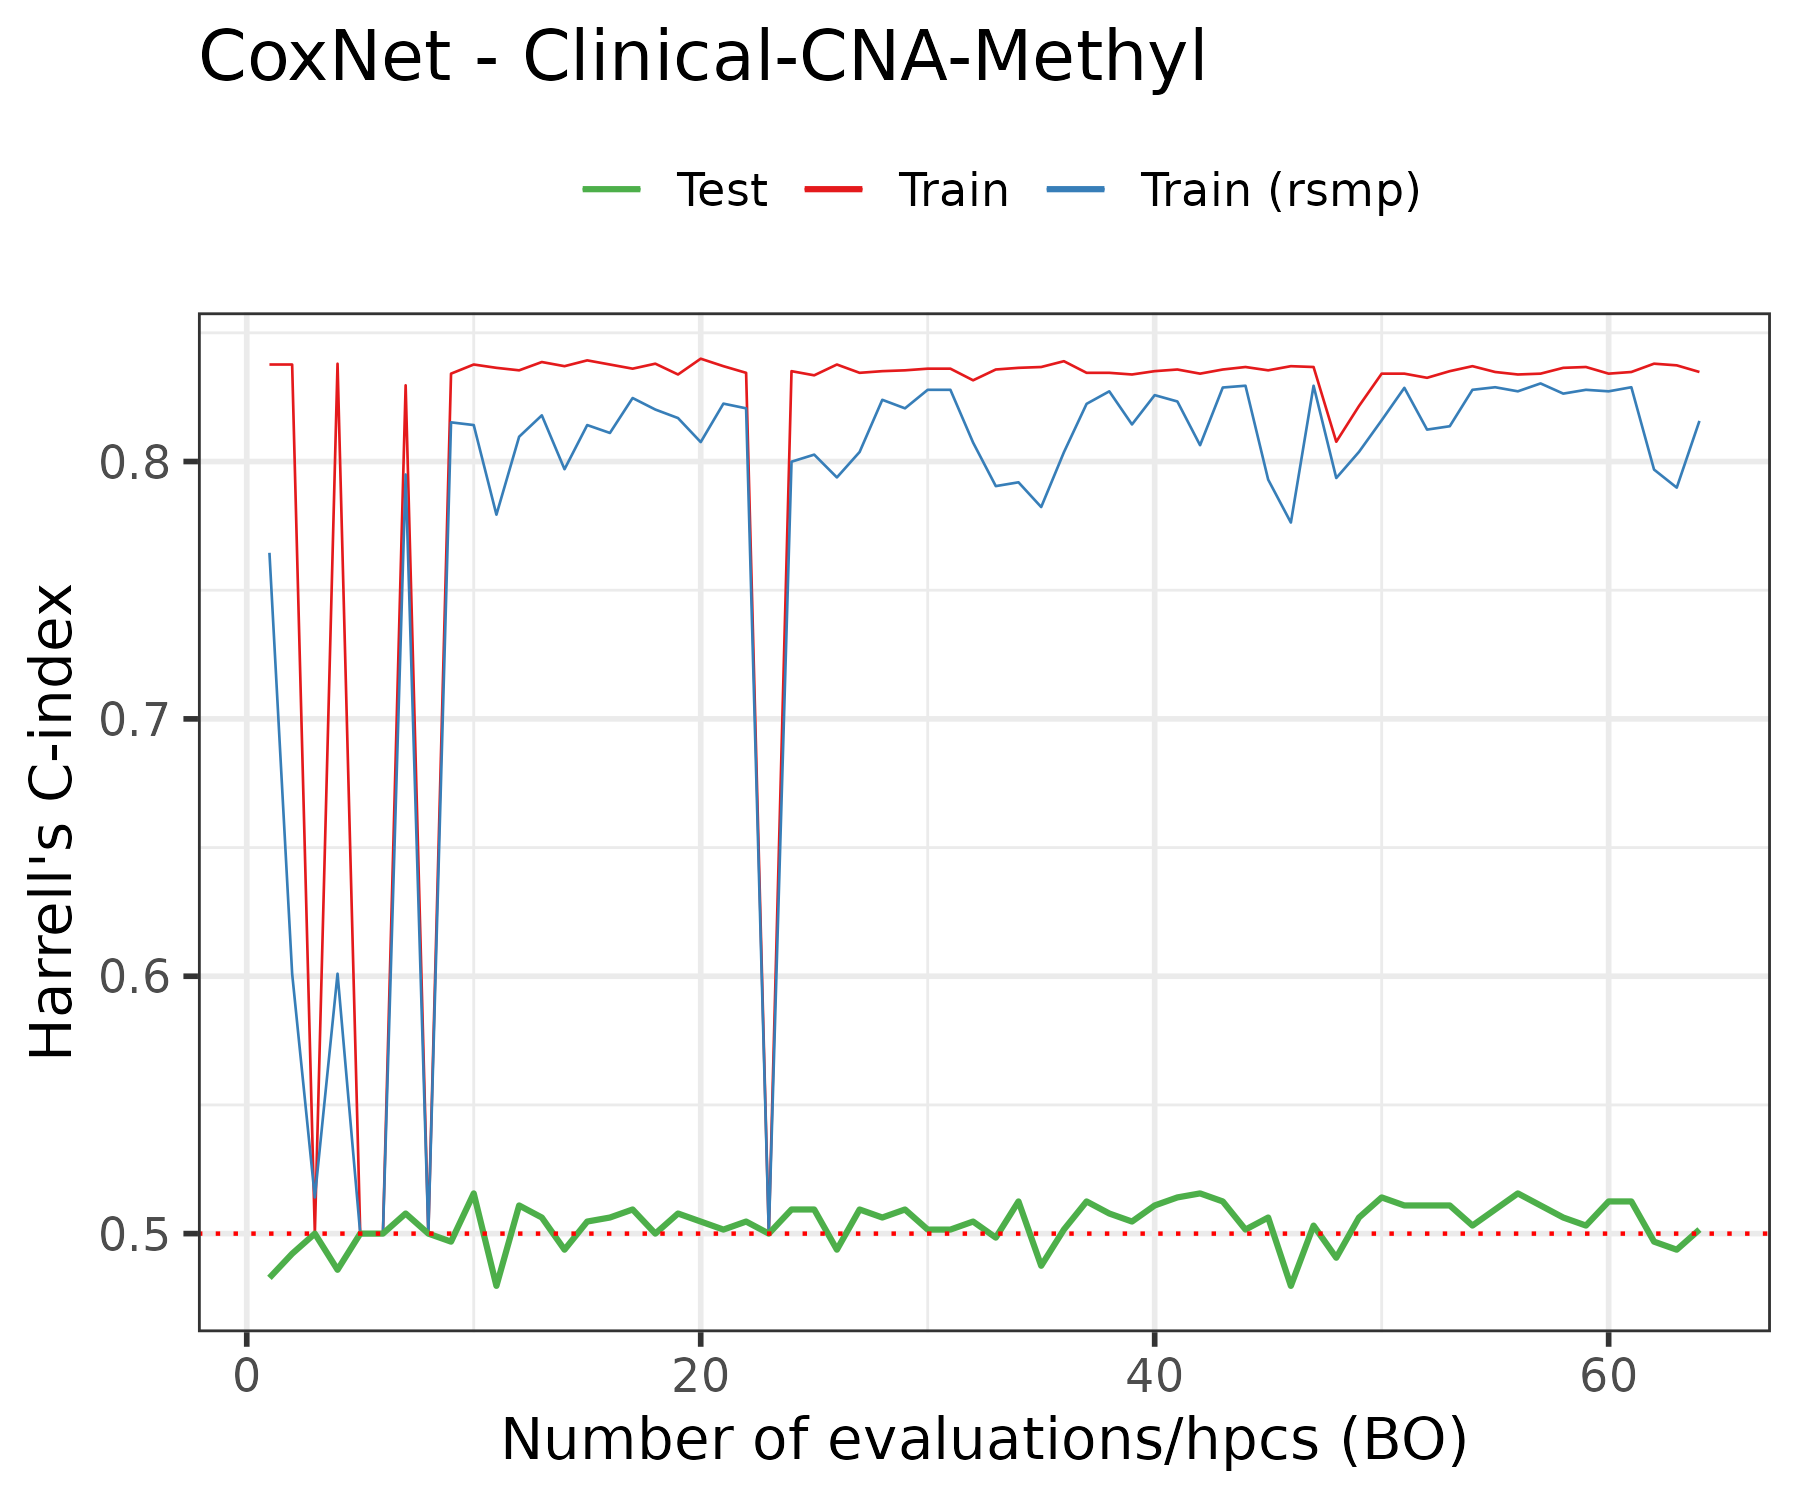 CoxNet - Clinical-CNA-Methyl
Test Train Train (rsmp)
Harrell's C-index
0.8
0.7
0.6
0.5
0 20 40 60
Number of evaluations/hpcs (BO)